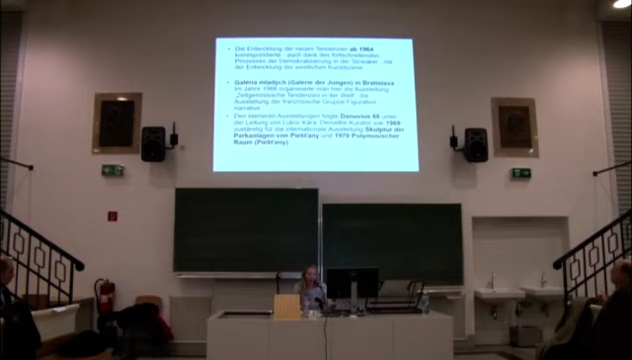 Die Entwicklung der neuen Tendenzen ab 1964
korrespondierte - auch dank des fortschreitenden
Prozesses der Demokratisierung in der Slowakei - mit
der Entwicklung der westlichen Kunstszene
Galéria mladých (Galerie der Jungen) in Bratislava
Im Jahre 1966 organisierte man hier die Ausstellung
„Zeitgenössische Tendenzen in der Welt" die
Ausstellung der französische Gruppe Figuration
narrative
Den kleineren Ausstellungen folgte Danuvius 68 unter
der Leitung von Ľubor Kára. Derselbe Kurator war 1969
zuständig für die internationale Ausstellung Skulptur der
Parkanlagen von Piešťany und 1970 Polymusischer
Raum (Piešťany)